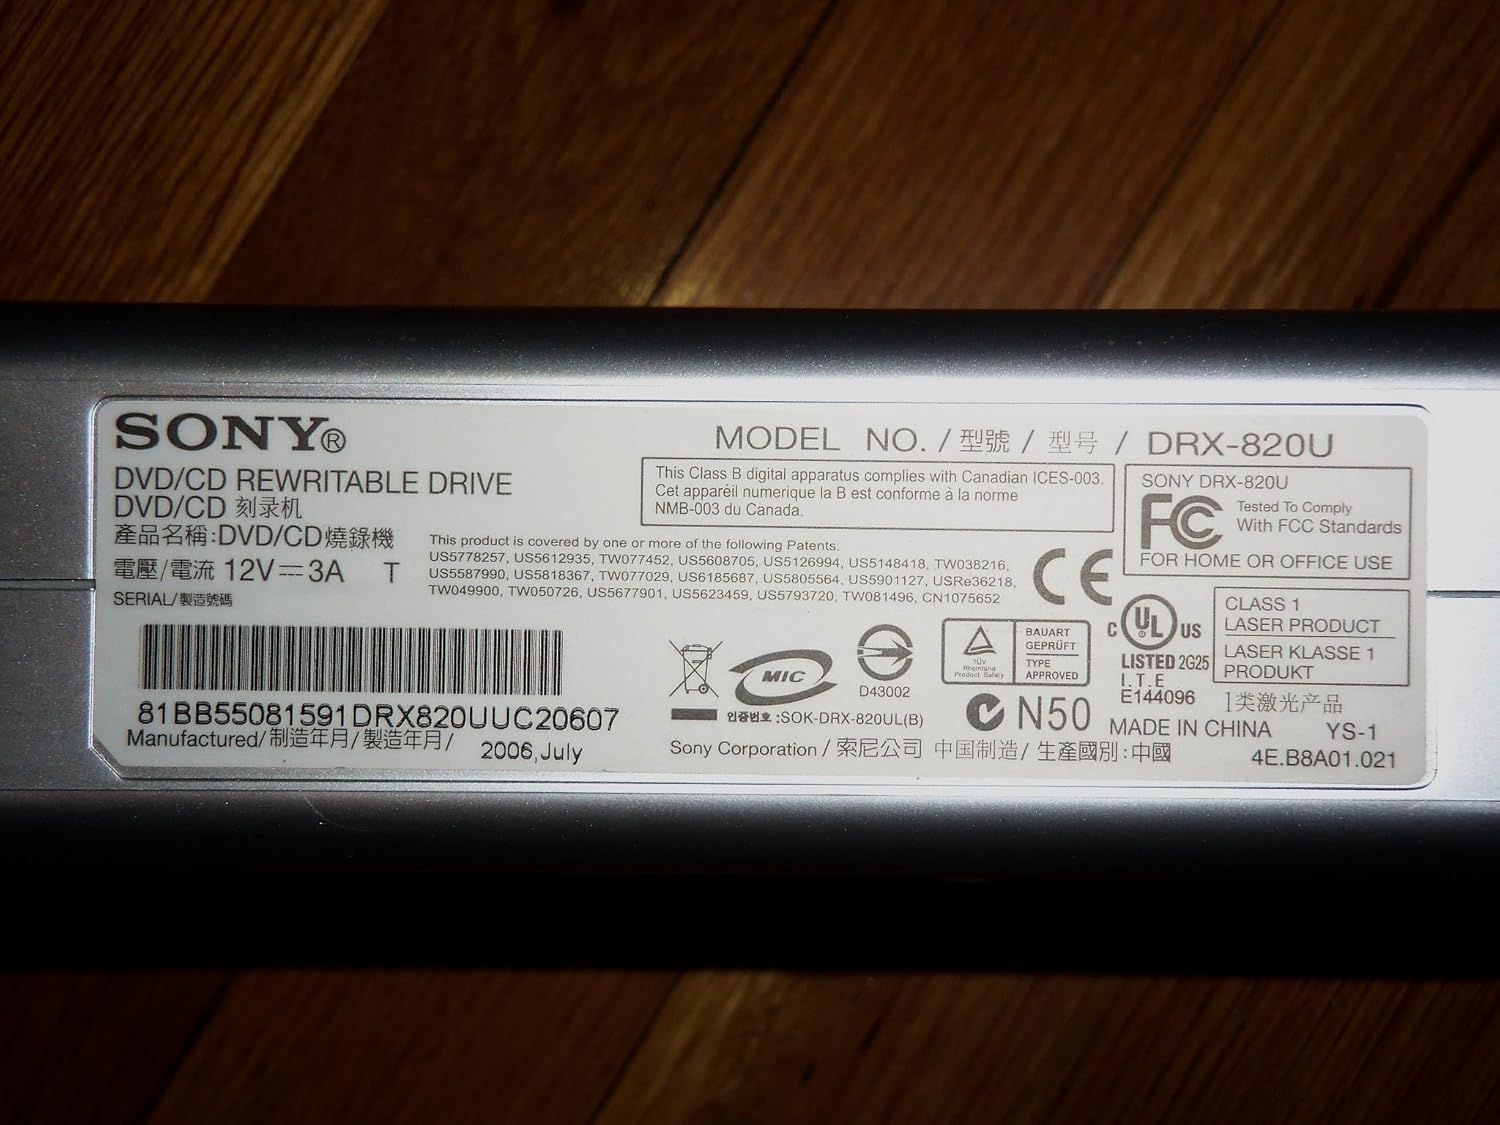 SONY®
MODEL NO. / 型號 / 型号 / DRX-820U
DVD/CD REWRITABLE DRIVE
DVD/CD 刻录机
產品名稱:DVD/CD燒錄機
電壓/電流 12V⎓3A T
SERIAL/製造號碼
This Class B digital apparatus complies with Canadian ICES-003.
Cet appareil numerique la B est conforme à la norme
NMB-003 du Canada.
SONY DRX-820U
FC Tested To Comply
With FCC Standards
FOR HOME OR OFFICE USE
This product is covered by one or more of the following Patents.
US5778257, US5612935, TW077452, US5608705, US5126994, US5148418, TW038216,
US5587990, US5818367, TW077029, US6185687, US5805564, US5901127, USRe36218,
TW049900, TW050726, US5677901, US5623459, US5793720, TW081496, CN1075652
CE
81BB55081591DRX820UUC20607
Manufactured/制造年月/製造年月/ 2006,July
MIC
인증번호 :SOK-DRX-820UL(B)
D43002
TÜV
Rheinland
Product Safety
BAUART
GEPRÜFT
TYPE
APPROVED
N50
C UL US
LISTED 2G25
I.T.E
E144096
CLASS 1
LASER PRODUCT
LASER KLASSE 1
PRODUKT
1类激光产品
MADE IN CHINA YS-1
Sony Corporation / 索尼公司 中国制造/ 生產國別:中國
4E.B8A01.021